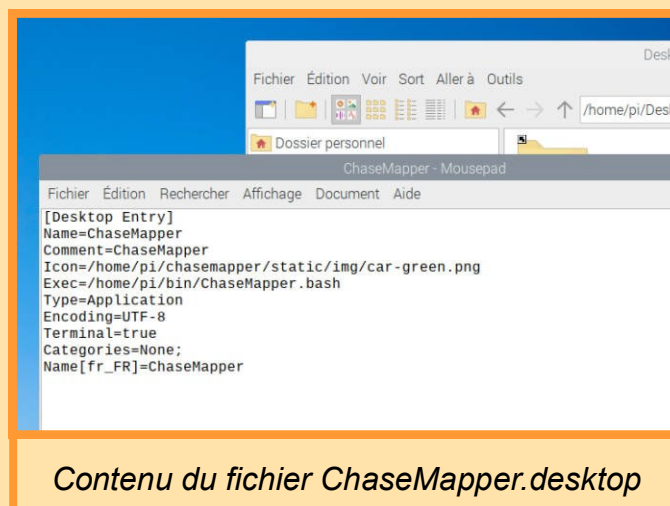 Fichier Édition Voir Sort Aller à Outils
/home/pi/
Dossier personnel
ChaseMapper - Mousepad
Fichier Édition Rechercher Affichage Document Aide
[Desktop Entry]
Name=ChaseMapper
Comment=ChaseMapper
Icon=/home/pi/chasemapper/static/img/car-green.png
Exec=/home/pi/bin/ChaseMapper.bash
Type=Application
Encoding=UTF-8
Terminal=true
Categories=None;
Name[fr_FR]=ChaseMapper
Contenu du fichier ChaseMapper.desktop